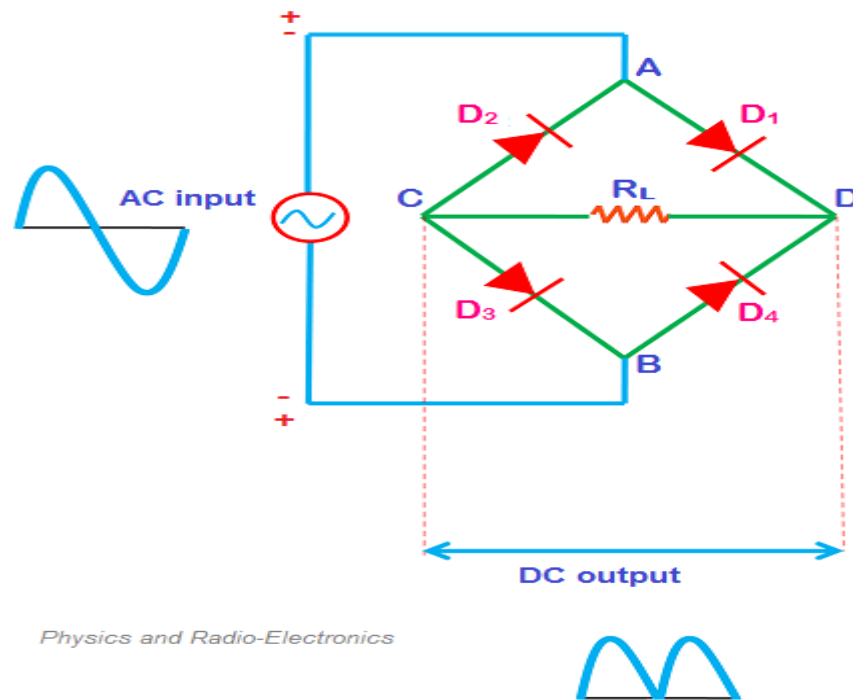 +
-
A
D2
D1
AC input
C
RL
D
D3
D4
B
-
+
DC output
Physics and Radio-Electronics